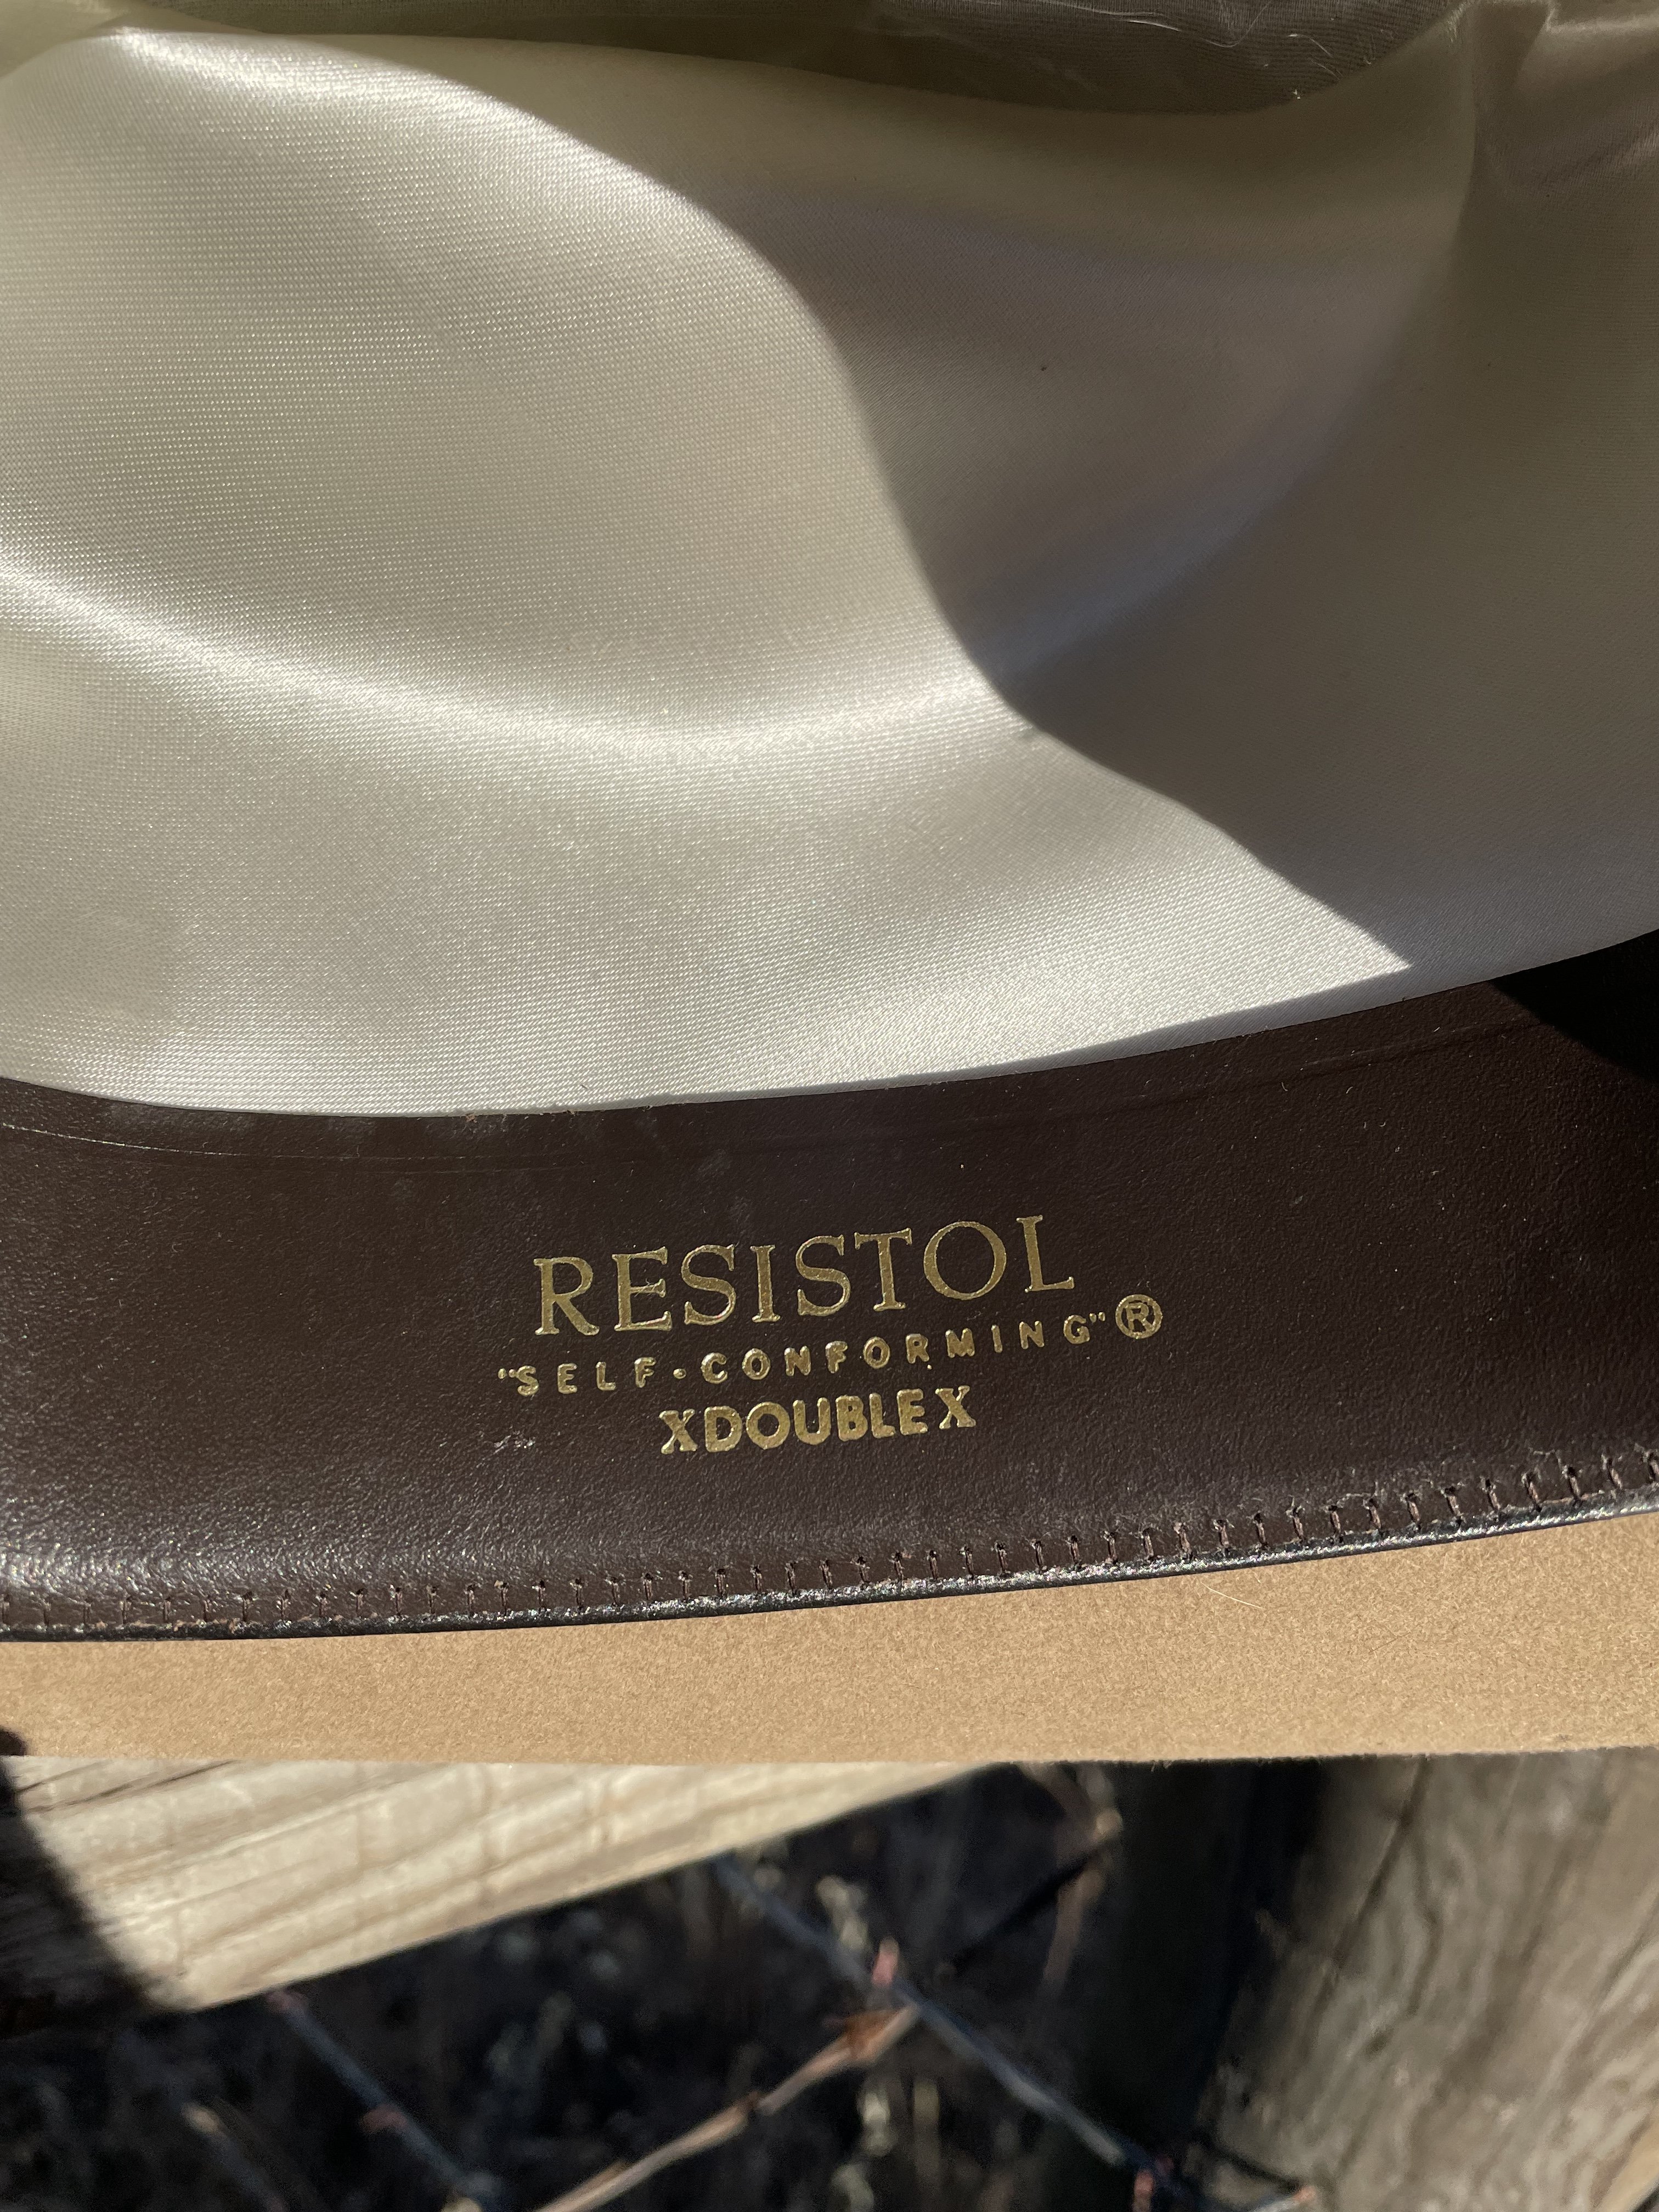 RESISTOL
"SELF-CONFORMING"®
XDOUBLEX